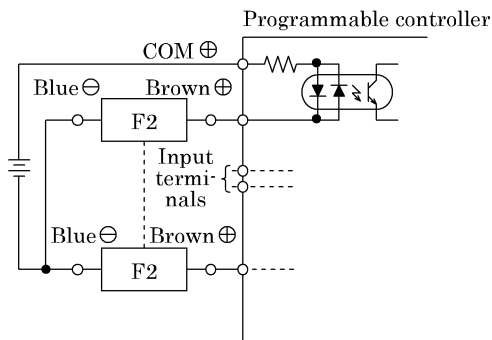 Programmable controller
COM ⊕
Blue ⊖ Brown ⊕
F2
Input
termi-
nals
Blue ⊖ Brown ⊕
F2